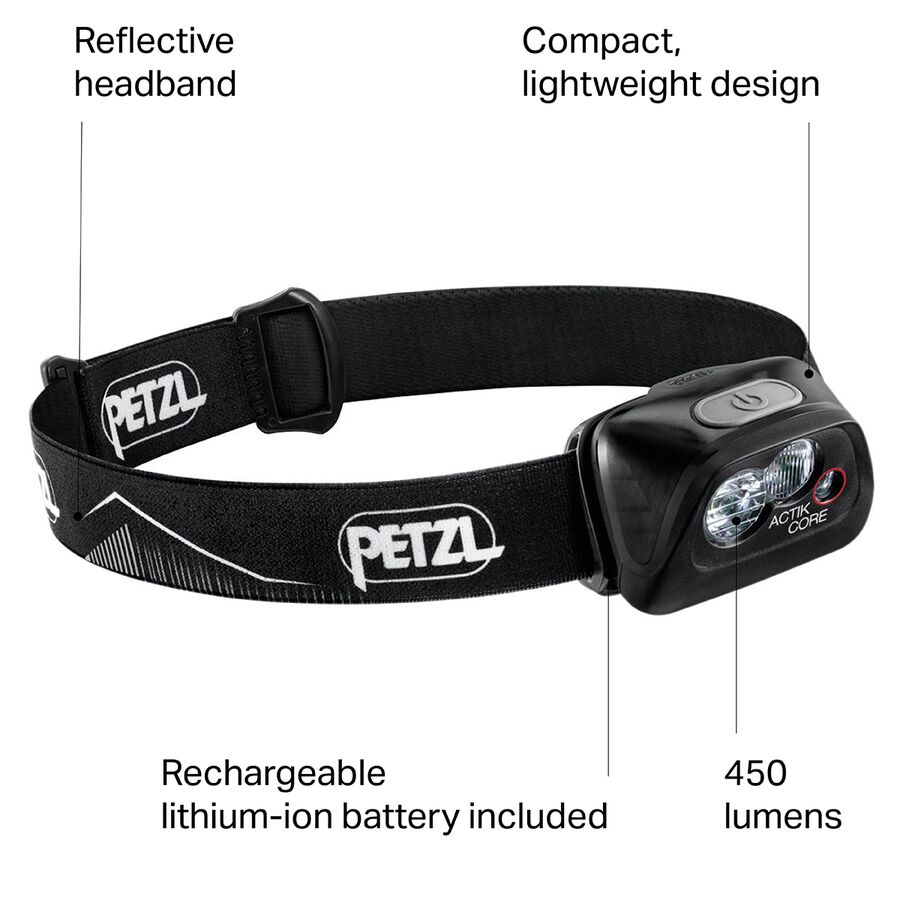 Reflective
headband
Compact,
lightweight design
PETZL
PETZL
ACTIK
CORE
Rechargeable
lithium-ion battery included
450
lumens